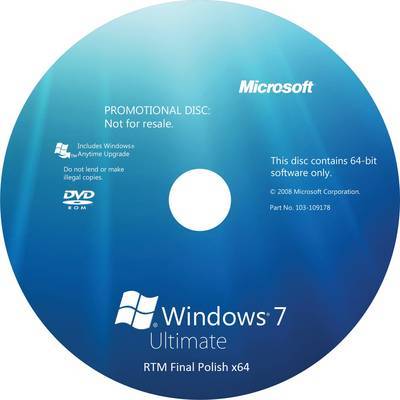 Microsoft
PROMOTIONAL DISC:
Not for resale.
Includes Windows®
Anytime Upgrade
Do not lend or make
illegal copies.
DVD
ROM
This disc contains 64-bit
software only.
© 2008 Microsoft Corporation.
Part No. 103-109178
Windows® 7
Ultimate
RTM Final Polish x64